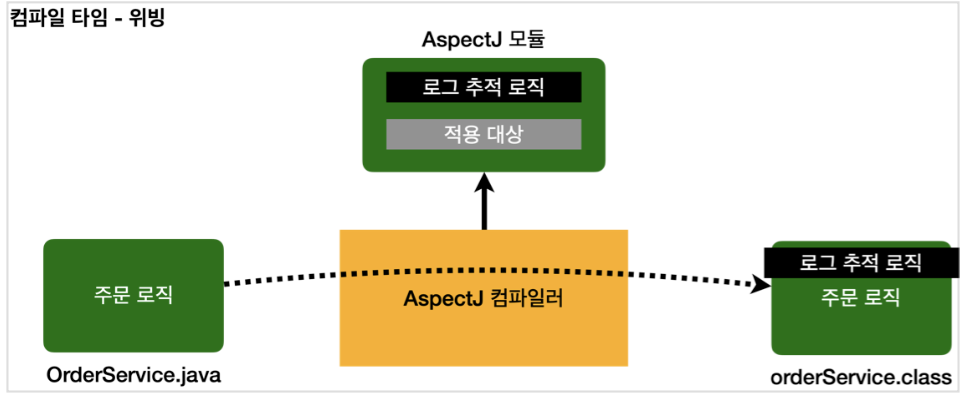 컴파일 타임 - 위빙
AspectJ 모듈
로그 추적 로직
적용 대상
주문 로직
OrderService.java
AspectJ 컴파일러
로그 추적 로직
주문 로직
orderService.class